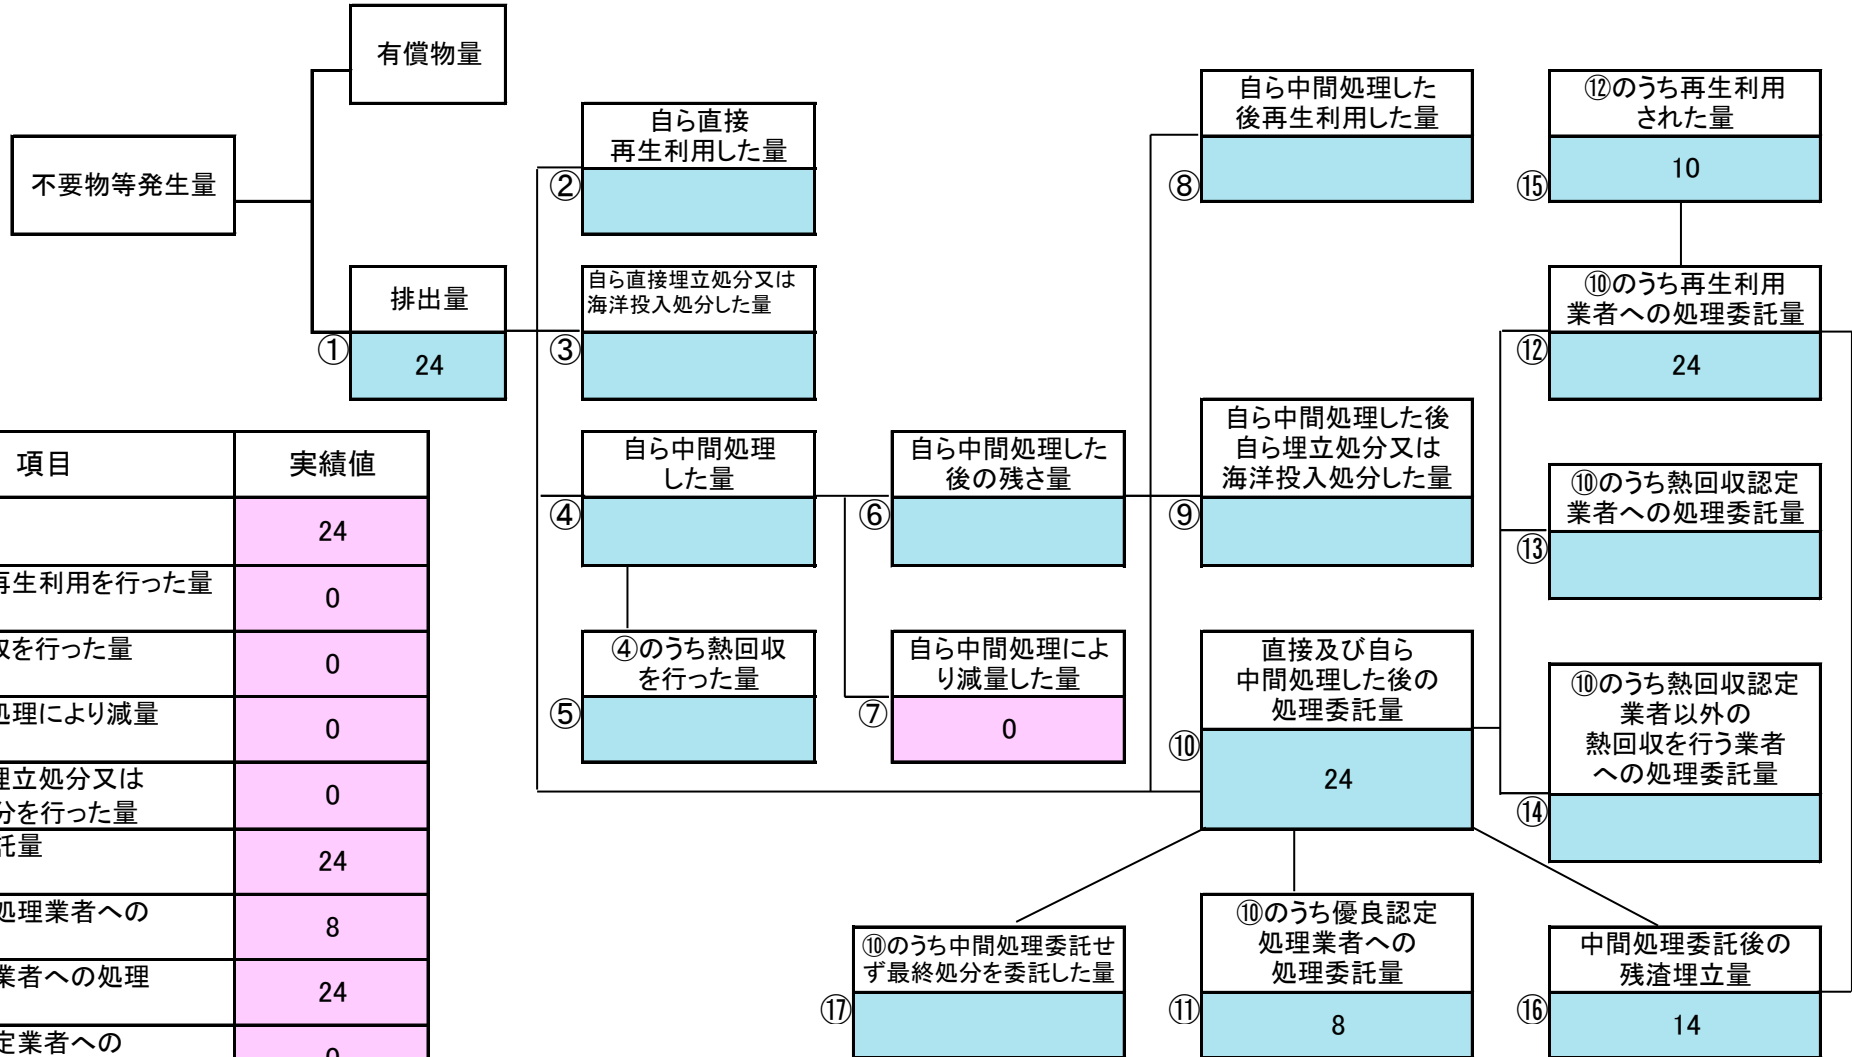 有償物量
不要物等発生量
排出量
①
24
自ら直接
再生利用した量
②
自ら直接埋立処分又は
海洋投入処分した量
③
自ら中間処理
した量
④
④のうち熱回収
を行った量
⑤
自ら中間処理した
後の残さ量
⑥
自ら中間処理によ
り減量した量
⑦
0
自ら中間処理した
後再生利用した量
⑧
自ら中間処理した後
自ら埋立処分又は
海洋投入処分した量
⑨
直接及び自ら
中間処理した後の
処理委託量
⑩
24
⑫のうち再生利用
された量
⑮
10
⑩のうち再生利用
業者への処理委託量
⑫
24
⑩のうち熱回収認定
業者への処理委託量
⑬
⑩のうち熱回収認定
業者以外の
熱回収を行う業者
への処理委託量
⑭
⑩のうち中間処理委託せ
ず最終処分を委託した量
⑰
⑩のうち優良認定
処理業者への
処理委託量
⑪
8
中間処理委託後の
残渣埋立量
⑯
14
項目 実績値
24
再生利用を行った量 0
を行った量 0
処理により減量 0
埋立処分又は
分を行った量 0
託量 24
処理業者への 8
業者への処理 24
定業者への 0